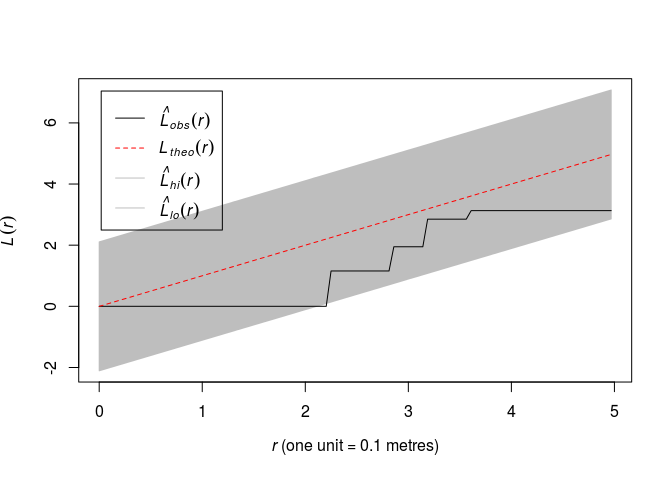 L̂obs(r)
Ltheo(r)
L̂hi(r)
L̂lo(r)
L(r)
6
4
2
0
-2
0 1 2 3 4 5
r (one unit = 0.1 metres)